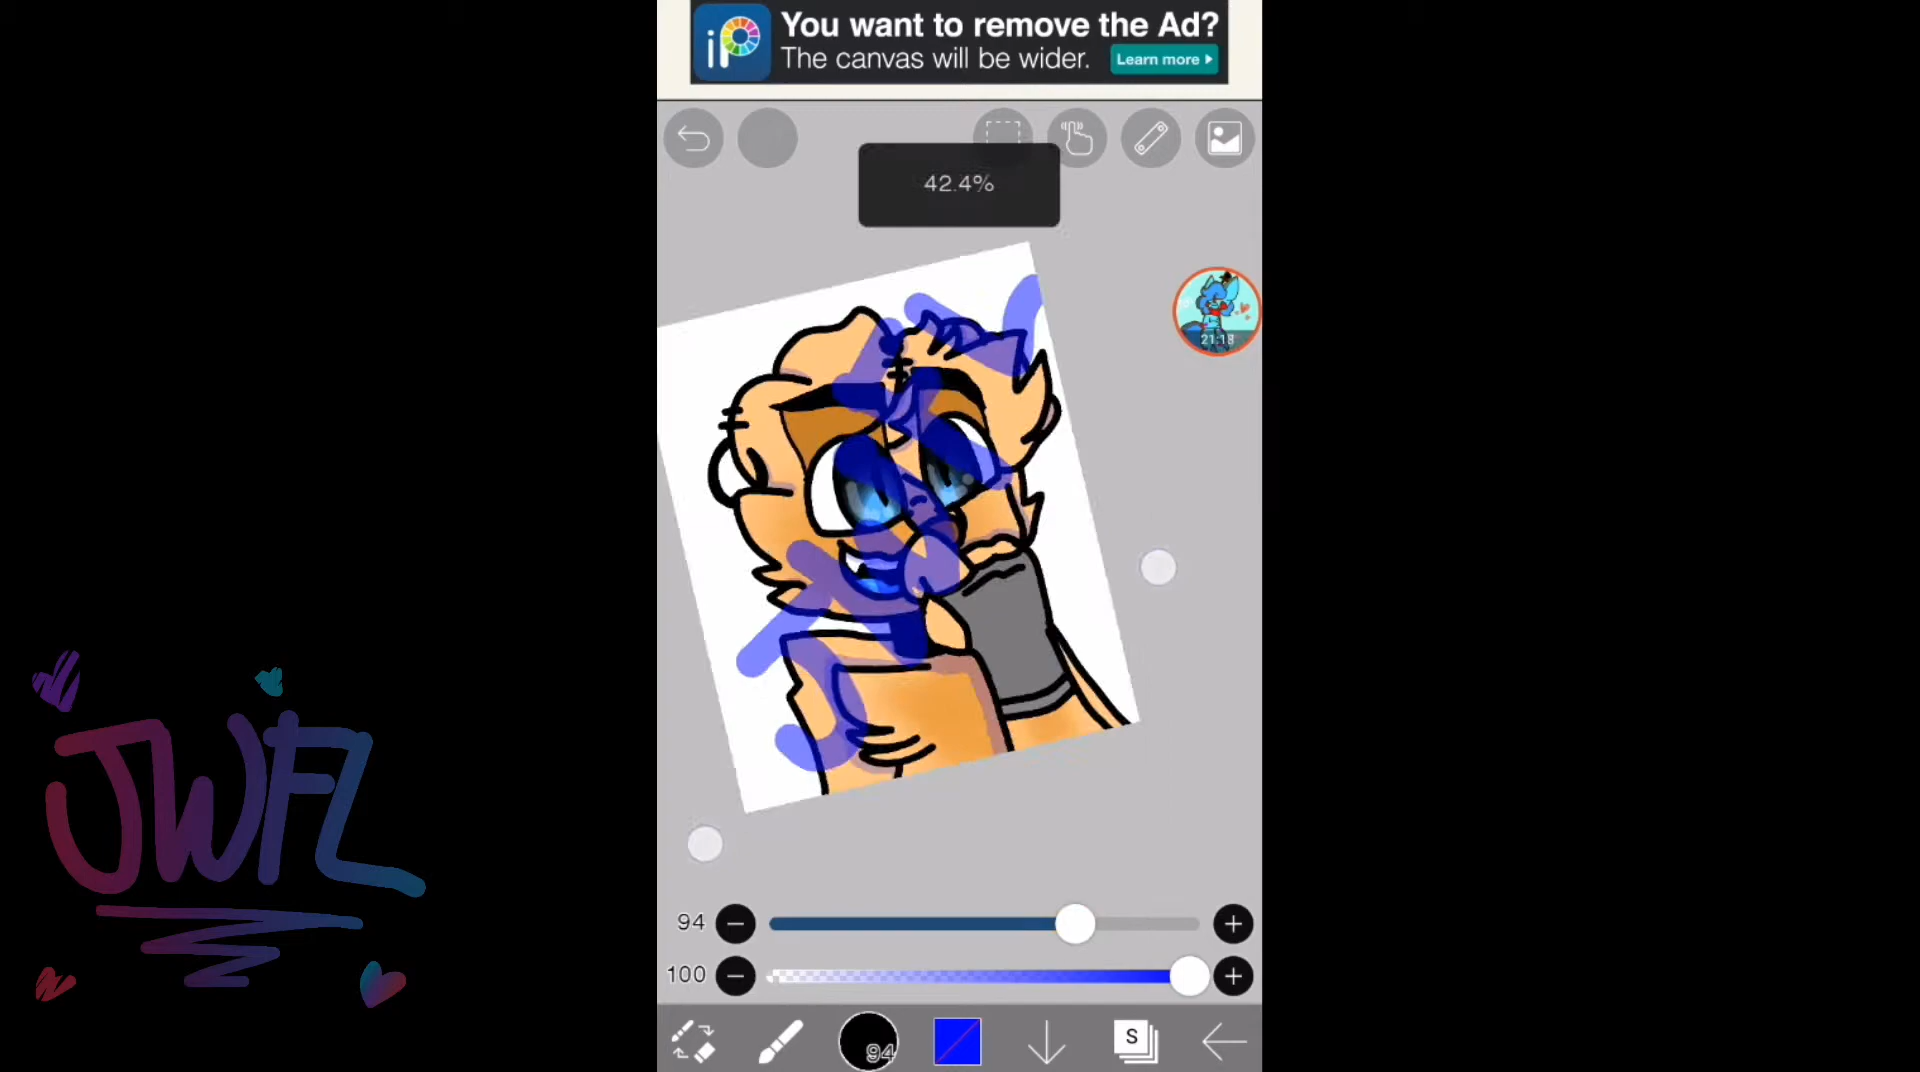 iP
You want to remove the Ad?
The canvas will be wider.
Learn more
42.4%
21:18
JWFL
94
100
94
S